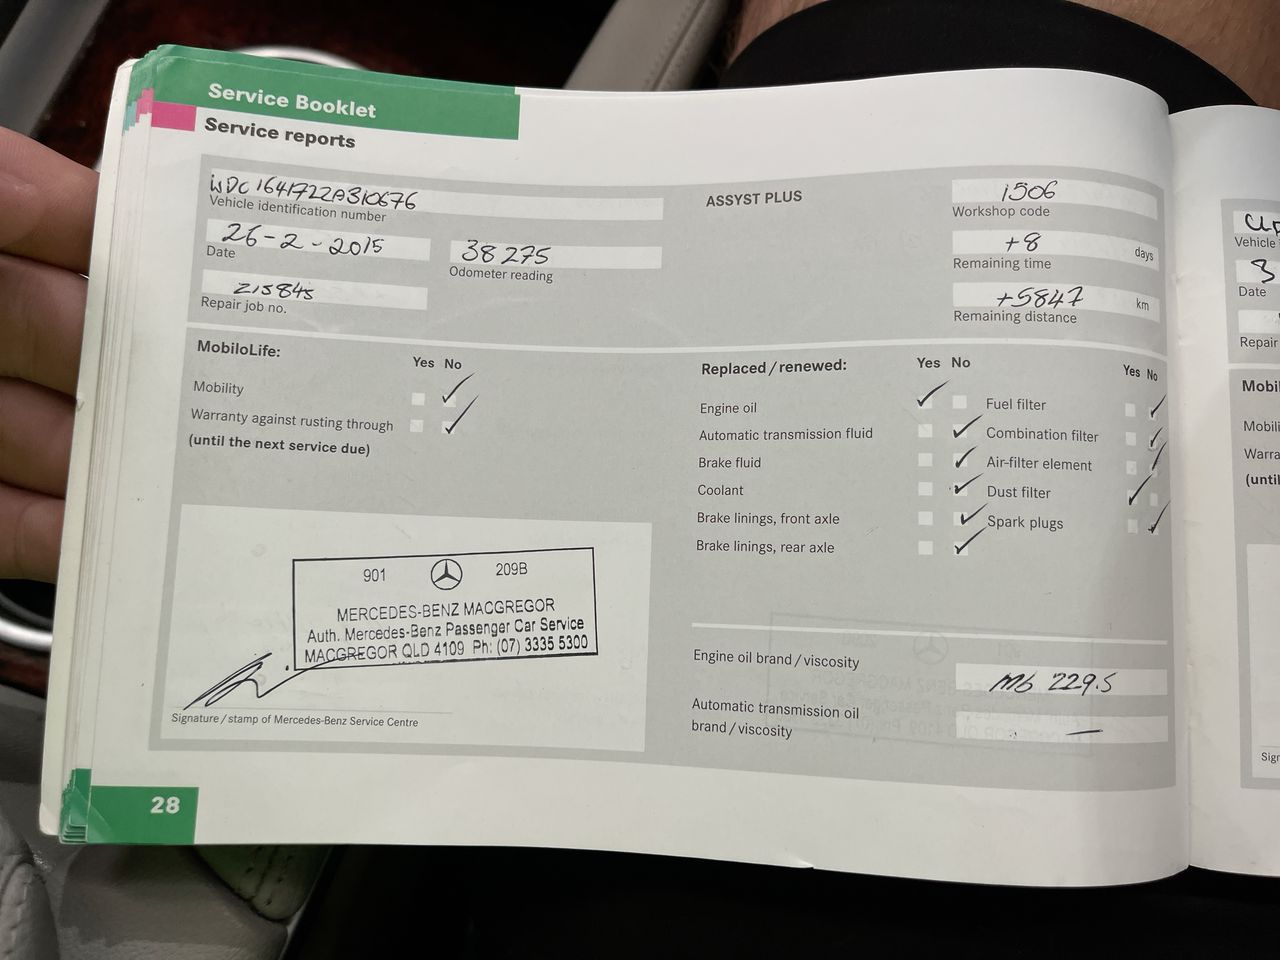 Service Booklet
Service reports
WDC1641722A310676
Vehicle identification number
26-2-2015
Date
38275
Odometer reading
215845
Repair job no.
ASSYST PLUS
1506
Workshop code
+8 days
Remaining time
+5847 km
Remaining distance
MobiloLife:
Yes No
Mobility
Warranty against rusting through
(until the next service due)
Replaced / renewed:
Yes No
Yes No
Engine oil
Automatic transmission fluid
Brake fluid
Coolant
Brake linings, front axle
Brake linings, rear axle
Fuel filter
Combination filter
Air-filter element
Dust filter
Spark plugs
901 209B
MERCEDES-BENZ MACGREGOR
Auth. Mercedes-Benz Passenger Car Service
MACGREGOR QLD 4109 Ph: (07) 3335 5300
Signature / stamp of Mercedes-Benz Service Centre
Engine oil brand / viscosity
MB 229.5
Automatic transmission oil
brand / viscosity
28
Vehicle
Date
Repair